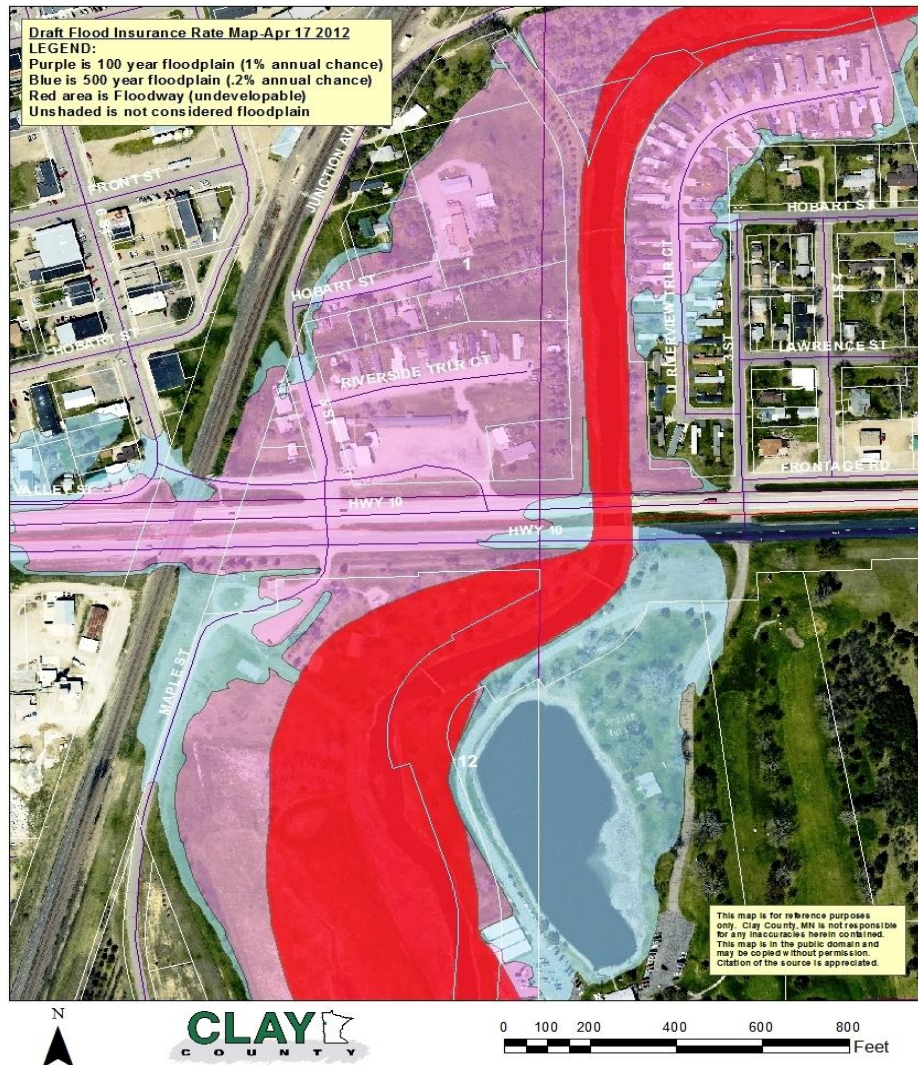 Draft Flood Insurance Rate Map-Apr 17 2012
LEGEND:
Purple is 100 year floodplain (1% annual chance)
Blue is 500 year floodplain (.2% annual chance)
Red area is Floodway (undevelopable)
Unshaded is not considered floodplain
JUNCTION AVE
FRONT ST
HOBART ST
HOBART ST
1
HOBART ST
RIVERVIEW TRLR CT
3 ST
2 ST
LAWRENCE ST
RIVERSIDE TRLR CT
5 S
FRONTAGE RD
VALLEY ST
HWY 10
HWY 10
MAPLE ST
12
This map is for reference purposes
only. Clay County, MN is not responsible
for any inaccuracies herein contained.
This map is in the public domain and
may be copied without permission.
Citation of the source is appreciated.
N
CLAY
COUNTY
0 100 200 400 600 800
Feet